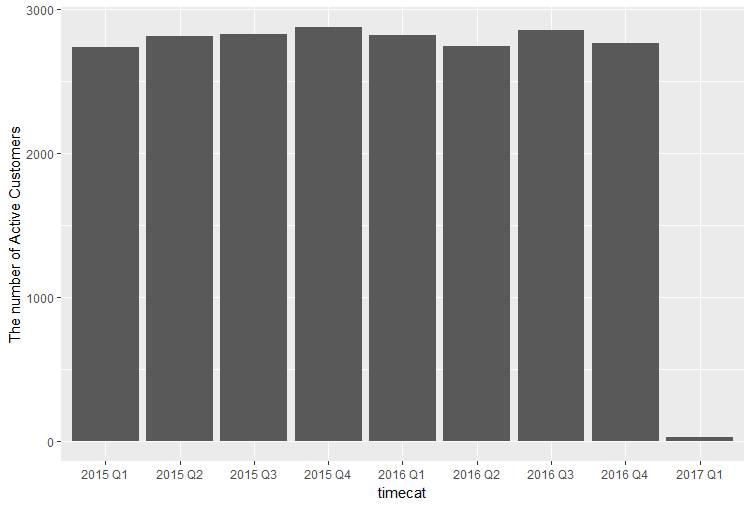 The number of Active Customers
3000
2000
1000
0
2015 Q1 2015 Q2 2015 Q3 2015 Q4 2016 Q1 2016 Q2 2016 Q3 2016 Q4 2017 Q1
timecat